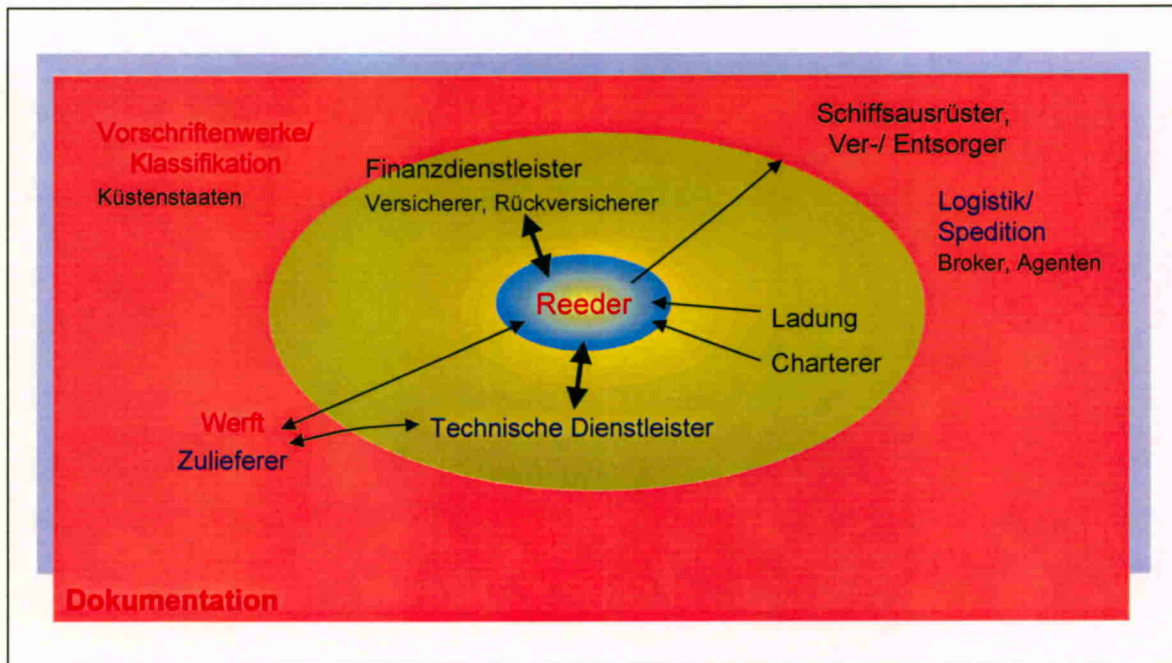 Vorschriftenwerke/
Klassifikation
Küstenstaaten
Finanzdienstleister
Versicherer, Rückversicherer
Schiffsausrüster,
Ver-/ Entsorger
Logistik/
Spedition
Broker, Agenten
Reeder
Ladung
Charterer
Werft
Zulieferer
Technische Dienstleister
Dokumentation